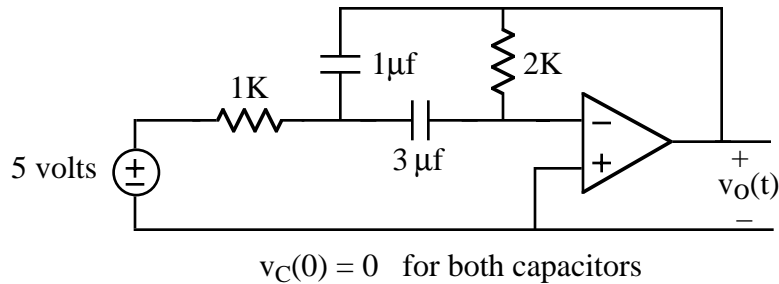 1µf
2K
1K
3 µf
5 volts
+
−
−
+
+
v_O(t)
−
v_C(0) = 0 for both capacitors